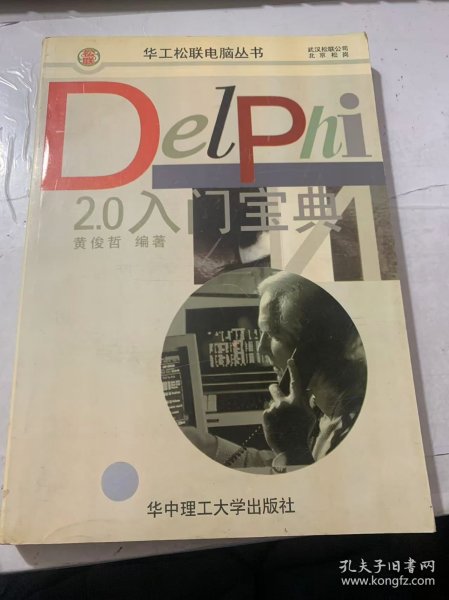 松联
华工松联电脑丛书
武汉松联公司
北京松岗
Delphi
2.0入门宝典
黄俊哲 编著
华中理工大学出版社
孔夫子旧书网
www.kongfz.com